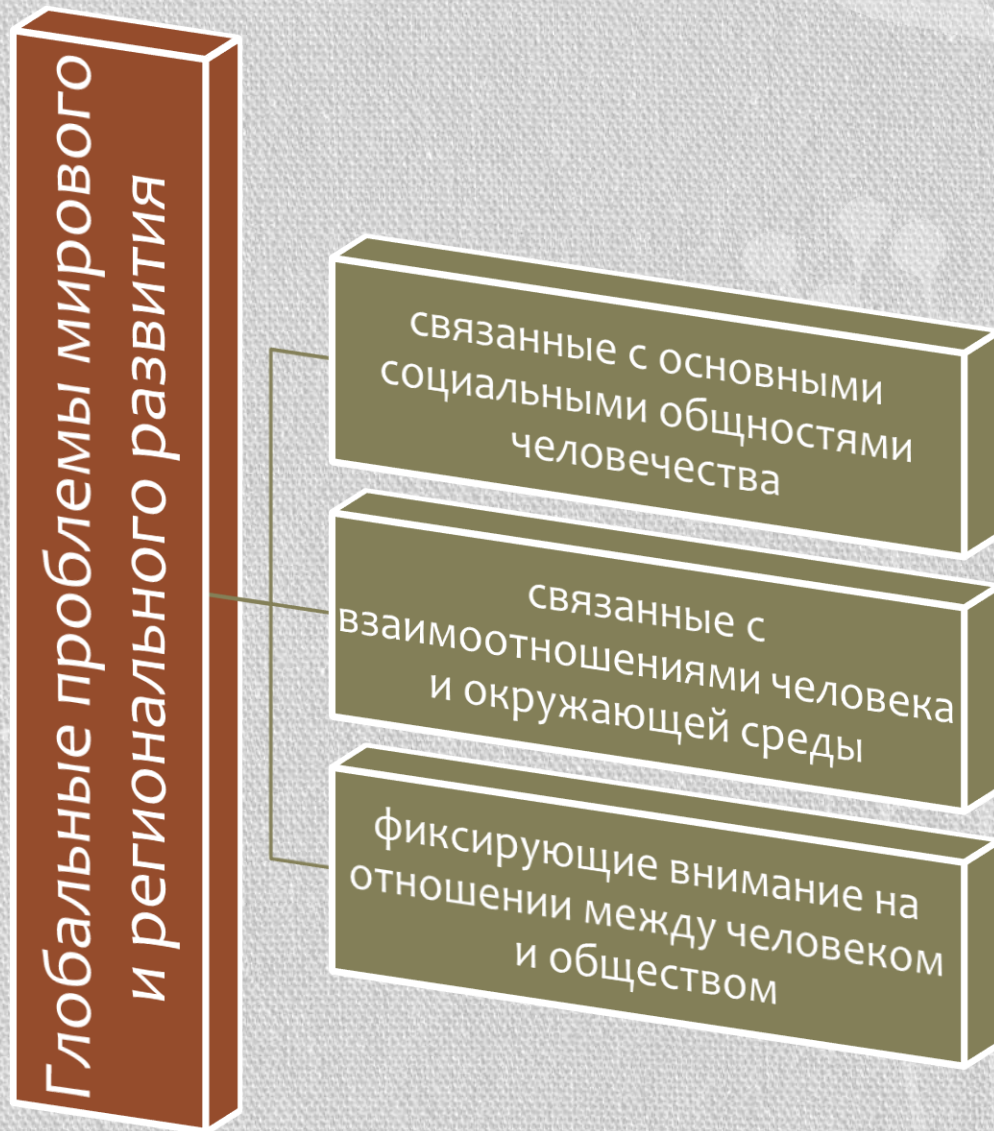 Глобальные проблемы мирового
и регионального развития
связанные с основными
социальными общностями
человечества
связанные с
взаимоотношениями человека
и окружающей среды
фиксирующие внимание на
отношении между человеком
и обществом